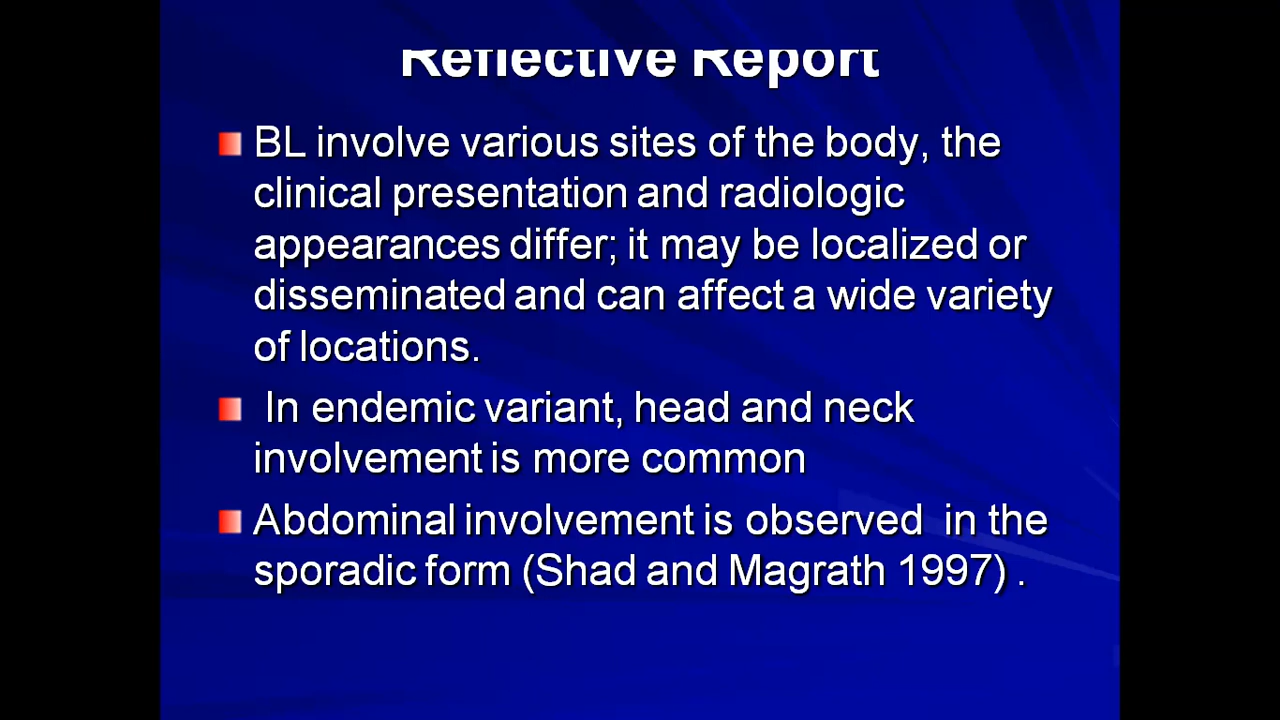 Reflective Report
BL involve various sites of the body, the
clinical presentation and radiologic
appearances differ; it may be localized or
disseminated and can affect a wide variety
of locations.
In endemic variant, head and neck
involvement is more common
Abdominal involvement is observed in the
sporadic form (Shad and Magrath 1997) .